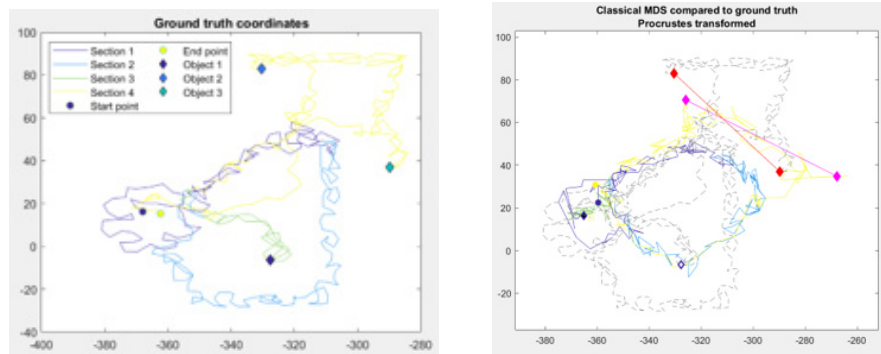 Ground truth coordinates
100
80
60
40
20
0
-20
-40
-400 -380 -360 -340 -320 -300 -280 -260
Section 1
Section 2
Section 3
Section 4
Start point
End point
Object 1
Object 2
Object 3
Classical MDS compared to ground truth
Procrustes transformed
100
80
60
40
20
0
-20
-380 -360 -340 -320 -300 -280 -260